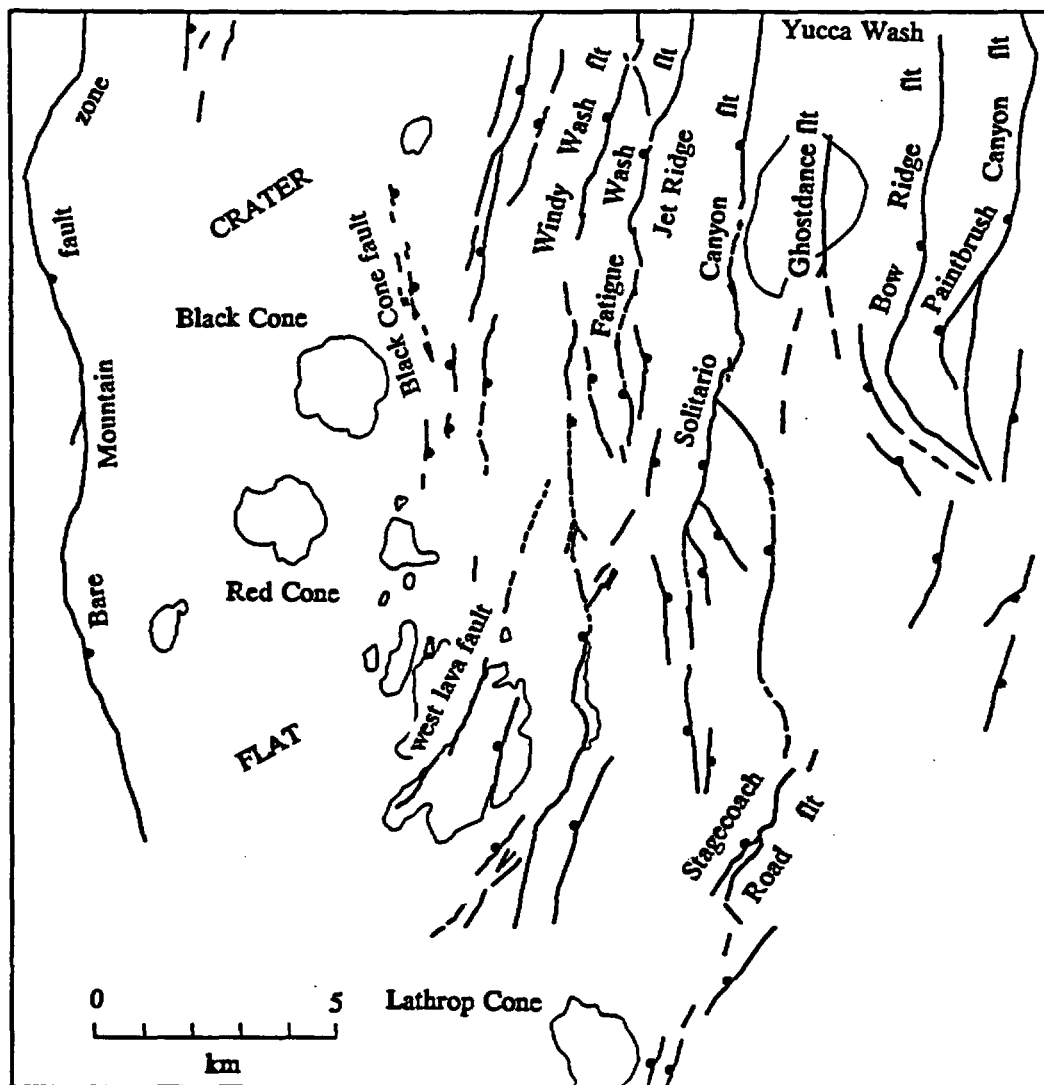 Yucca Wash
zone
fault
Mountain
Bare
CRATER
FLAT
Black Cone
Black Cone fault
Red Cone
west lava fault
Windy Wash flt
Fatigue Wash flt
Jet Ridge
Solitario Canyon flt
Ghostdance flt
Bow Ridge flt
Paintbrush Canyon flt
Stagecoach
Road flt
Lathrop Cone
0 5
km